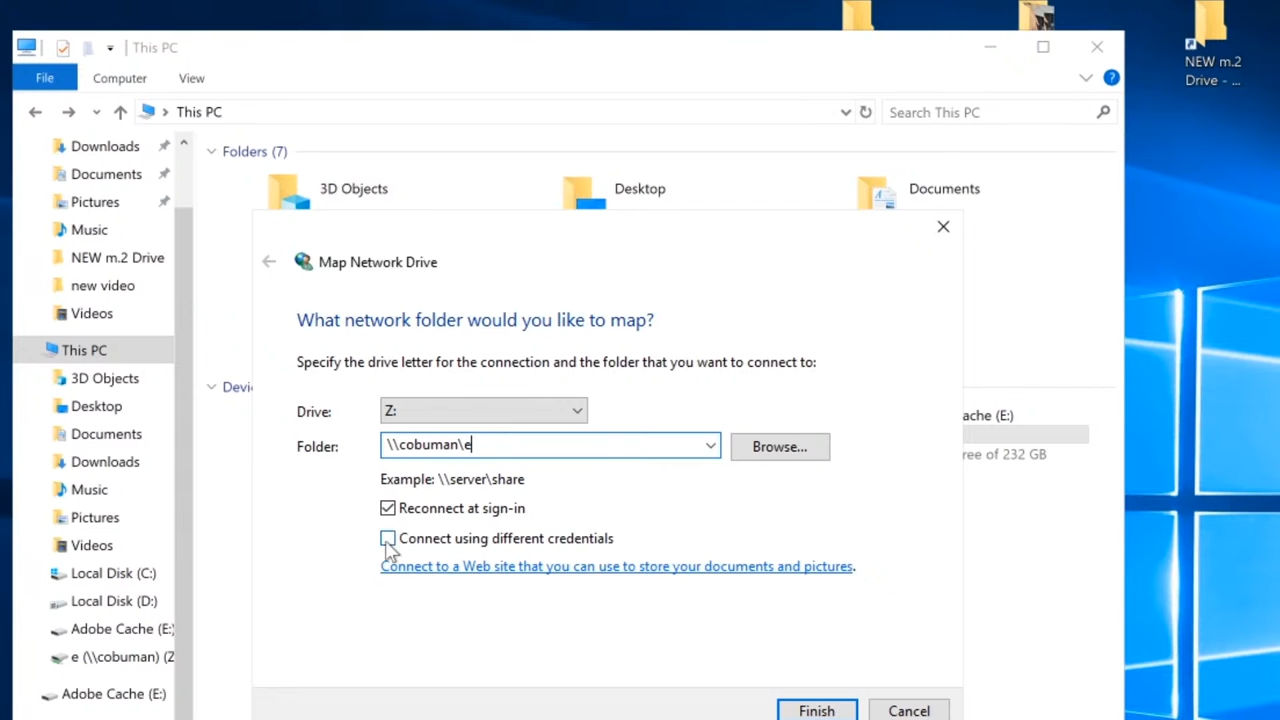 This PC
NEW m.2
Drive - ...
File
Computer
View
This PC
Search This PC
Downloads
Documents
Pictures
Music
NEW m.2 Drive
new video
Videos
This PC
3D Objects
Desktop
Documents
Downloads
Music
Pictures
Videos
Local Disk (C:)
Local Disk (D:)
Adobe Cache (E:)
e (\\cobuman) (Z
Adobe Cache (E:)
Folders (7)
3D Objects
Desktop
Documents
Devi
ache (E:)
ree of 232 GB
Map Network Drive
What network folder would you like to map?
Specify the drive letter for the connection and the folder that you want to connect to:
Drive:
Z:
Folder:
\\cobuman\e
Browse...
Example: \\server\share
Reconnect at sign-in
Connect using different credentials
Connect to a Web site that you can use to store your documents and pictures.
Finish
Cancel